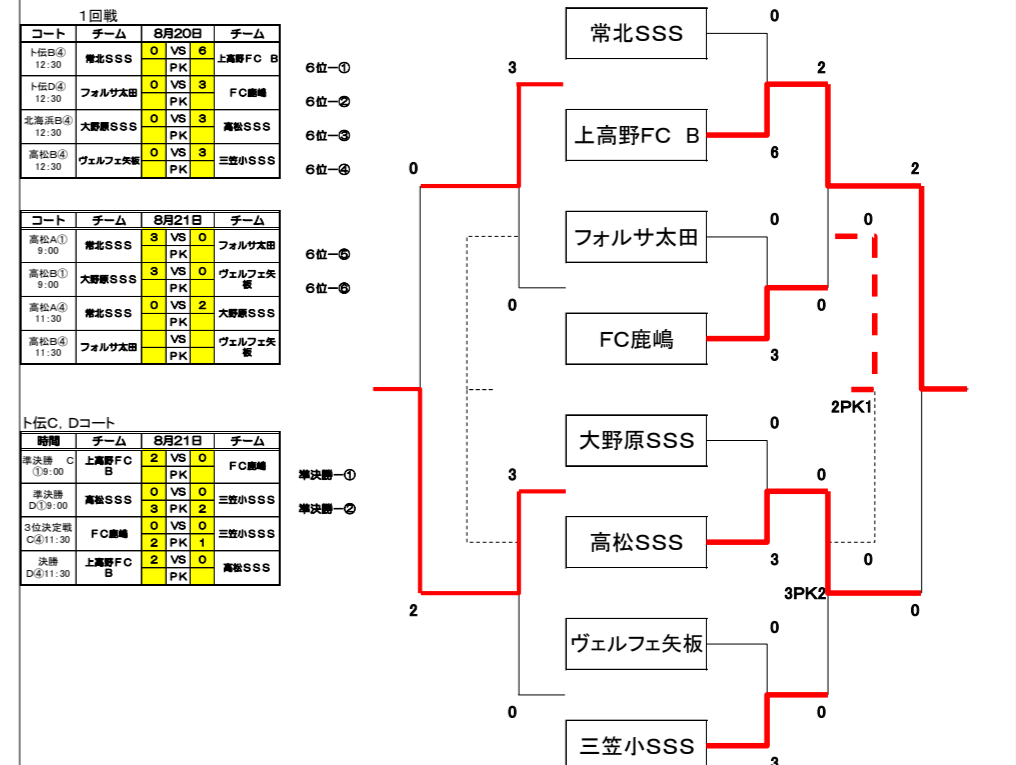 1回戦
コート チーム 8月20日 チーム
ト伝B④ 12:30 常北SSS 0 VS 6 上高野FC B
PK
ト伝D④ 12:30 フォルサ太田 0 VS 3 FC鹿嶋
PK
北海浜B④ 12:30 大野原SSS 0 VS 3 高松SSS
PK
高松B④ 12:30 ヴェルフェ矢板 0 VS 3 三笠小SSS
PK
6位ー①
6位ー②
6位ー③
6位ー④
コート チーム 8月21日 チーム
高松A① 9:00 常北SSS 3 VS 0 フォルサ太田
PK
高松B① 9:00 大野原SSS 3 VS 0 ヴェルフェ矢板
PK
高松A④ 11:30 常北SSS 0 VS 2 大野原SSS
PK
高松B④ 11:30 フォルサ太田 VS ヴェルフェ矢板
PK
6位ー⑤
6位ー⑥
ト伝C,Dコート
時間 チーム 8月21日 チーム
準決勝 C①9:00 上高野FC B 2 VS 0 FC鹿嶋
PK
準決勝 D①9:00 高松SSS 0 VS 0 三笠小SSS
3 PK 2
3位決定戦 C④11:30 FC鹿嶋 0 VS 0 三笠小SSS
2 PK 1
決勝 D④11:30 上高野FC B 2 VS 0 高松SSS
PK
準決勝ー①
準決勝ー②
常北SSS
上高野FC B
フォルサ太田
FC鹿嶋
大野原SSS
高松SSS
ヴェルフェ矢板
三笠小SSS
3
0
0
3
2
0
0
2
6
2
0
0
0
3
2PK1
0
0
3
0
3PK2
0
0
0
3